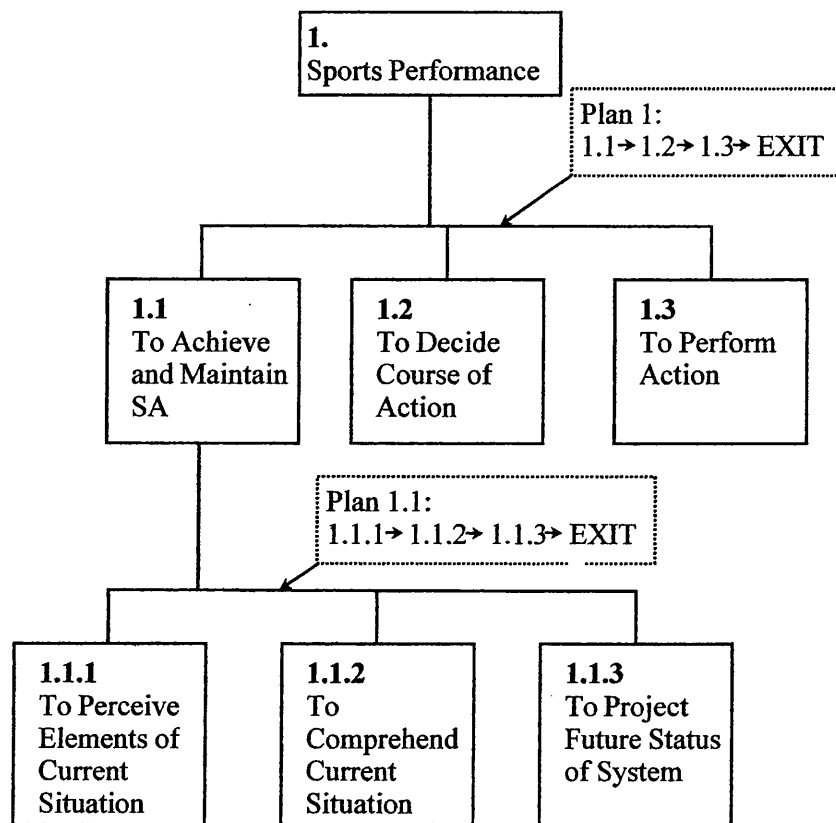 1.
Sports Performance
Plan 1:
1.1→ 1.2→ 1.3→ EXIT
1.1
To Achieve
and Maintain
SA
1.2
To Decide
Course of
Action
1.3
To Perform
Action
Plan 1.1:
1.1.1→ 1.1.2→ 1.1.3→ EXIT
1.1.1
To Perceive
Elements of
Current
Situation
1.1.2
To
Comprehend
Current
Situation
1.1.3
To Project
Future Status
of System